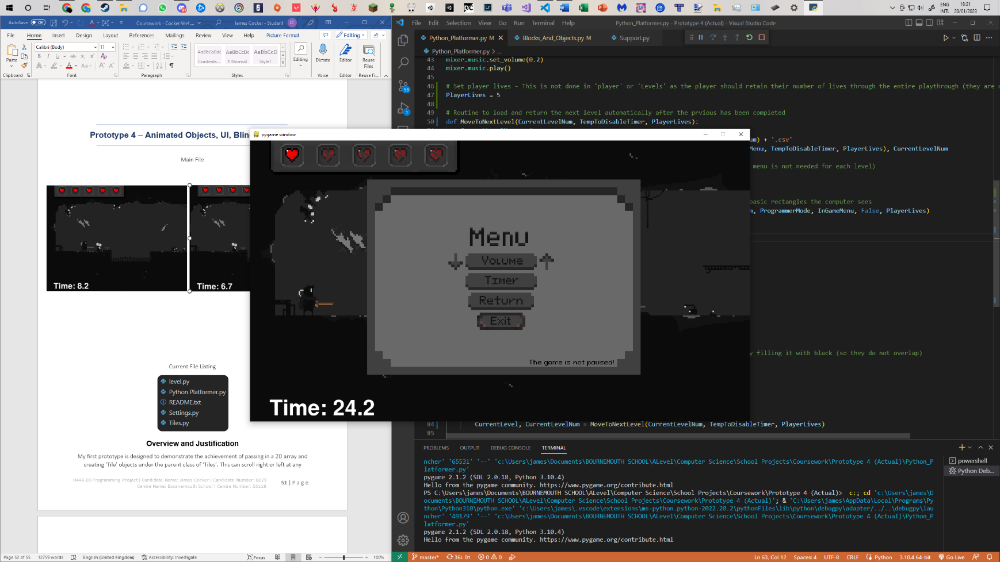 ENG
INTL
18:21
20/01/2023
AutoSave Off
Coursework - Cocker Ver4...
James Cocker - Student
JC
File Home Insert Design Layout References Mailings Review View Help Picture Format
Editing
Calibri (Body) 11
Paste
B I U ab x₂ x²
AaBbCcDdE AaBbCcDc AaBbCcL
Contents... ¶ Normal Style1
Editing
Dictate
Editor
Reuse Files
Clipboard Font Paragraph Styles Voice Editor Reuse Fi...
Prototype 4 – Animated Objects, UI, Blin
Main File
Time: 8.2
Time: 6.7
Current File Listing
level.py
Python Platformer.py
README.txt
Settings.py
Tiles.py
Overview and Justification
My first prototype is designed to demonstrate the achievement of passing in a 2D array and
creating 'Tile' objects under the parent class of 'Tiles'. This can scroll right or left at any
H446-03 Programming Project | Candidate Name: James Cocker | Candidate Number: 6029
Centre Name: Bournemouth School | Centre Number: 55119
51 | P a g e
Page 52 of 55 12759 words English (United Kingdom) Accessibility: Investigate Focus 100%
pygame window
Menu
Volume
Timer
Return
Exit
The game is not paused!
Time: 24.2
File Edit Selection View Go Run Terminal Help
Python_Platformer.py - Prototype 4 (Actual) - Visual Studio Code
Python_Platformer.py M
Blocks_And_Objects.py M
Support.py
Python_Platformer.py > ...
53
1
43 mixer.music.set_volume(0.2)
44 mixer.music.play()
45
46 # Set player lives - This is not done in 'player' or 'Levels' as the player should retain their number of lives through the entire playthrough (they are
47 PlayerLives = 5
48
49 # Routine to load and return the next level automatically after the prvious has been completed
50 def MoveToNextLevel(CurrentLevelNum, TempToDisableTimer, PlayerLives):
um) + '.csv'
Menu, TempToDisableTimer, PlayerLives), CurrentLevelNum
menu is not needed for each level)
basic rectangles the computer sees
m, ProgrammerMode, InGameMenu, False, PlayerLives)
y filling it with black (so they do not overlap)
84 CurrentLevel, CurrentLevelNum = MoveToNextLevel(CurrentLevelNum, TempToDisableTimer, PlayerLives)
85
PROBLEMS OUTPUT DEBUG CONSOLE TERMINAL
powershell
Python Deb...
ncher' '65531' '--' 'c:\Users\james\Documents\BOURNEMOUTH SCHOOL\ALevel\Computer Science\School Projects\Coursework\Prototype 4 (Actual)\Python_P
latformer.py'
pygame 2.1.2 (SDL 2.0.18, Python 3.10.4)
Hello from the pygame community. https://www.pygame.org/contribute.html
PS C:\Users\james\Documents\BOURNEMOUTH SCHOOL\ALevel\Computer Science\School Projects\Coursework\Prototype 4 (Actual)> c:; cd 'c:\Users\james\D
ocuments\BOURNEMOUTH SCHOOL\ALevel\Computer Science\School Projects\Coursework\Prototype 4 (Actual)'; & 'C:\Users\james\AppData\Local\Programs\Py
thon\Python310\python.exe' 'c:\Users\james\.vscode\extensions\ms-python.python-2022.20.2\pythonFiles\lib\python\debugpy\adapter/../..\debugpy\lau
ncher' '49179' '--' 'c:\Users\james\Documents\BOURNEMOUTH SCHOOL\ALevel\Computer Science\School Projects\Coursework\Prototype 4 (Actual)\Python_P
latformer.py'
pygame 2.1.2 (SDL 2.0.18, Python 3.10.4)
Hello from the pygame community. https://www.pygame.org/contribute.html
master* 36↓ 0↑ 0 0 Ln 63, Col 12 Spaces: 4 UTF-8 CRLF Python 3.10.4 64-bit Go Live